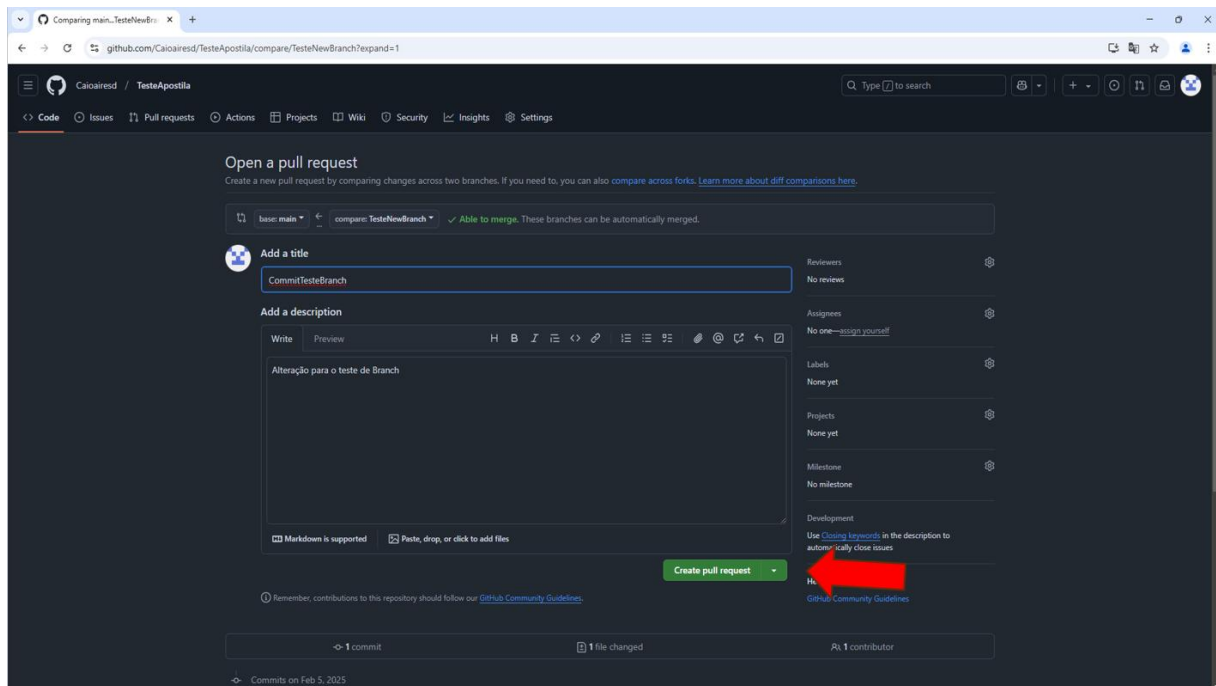 Comparing main...TesteNewBra
github.com/Caioairesd/TesteApostila/compare/TesteNewBranch?expand=1
Caioairesd / TesteApostila
Type / to search
<> Code Issues Pull requests Actions Projects Wiki Security Insights Settings
Open a pull request
Create a new pull request by comparing changes across two branches. If you need to, you can also compare across forks. Learn more about diff comparisons here.
base: main compare: TesteNewBranch Able to merge. These branches can be automatically merged.
Add a title
CommitTesteBranch
Add a description
Write Preview
Alteração para o teste de Branch
Markdown is supported Paste, drop, or click to add files
Create pull request
Remember, contributions to this repository should follow our GitHub Community Guidelines.
Reviewers
No reviews
Assignees
No one—assign yourself
Labels
None yet
Projects
None yet
Milestone
No milestone
Development
Use Closing keywords in the description to
automatically close issues
GitHub Community Guidelines
1 commit 1 file changed 1 contributor
Commits on Feb 5, 2025